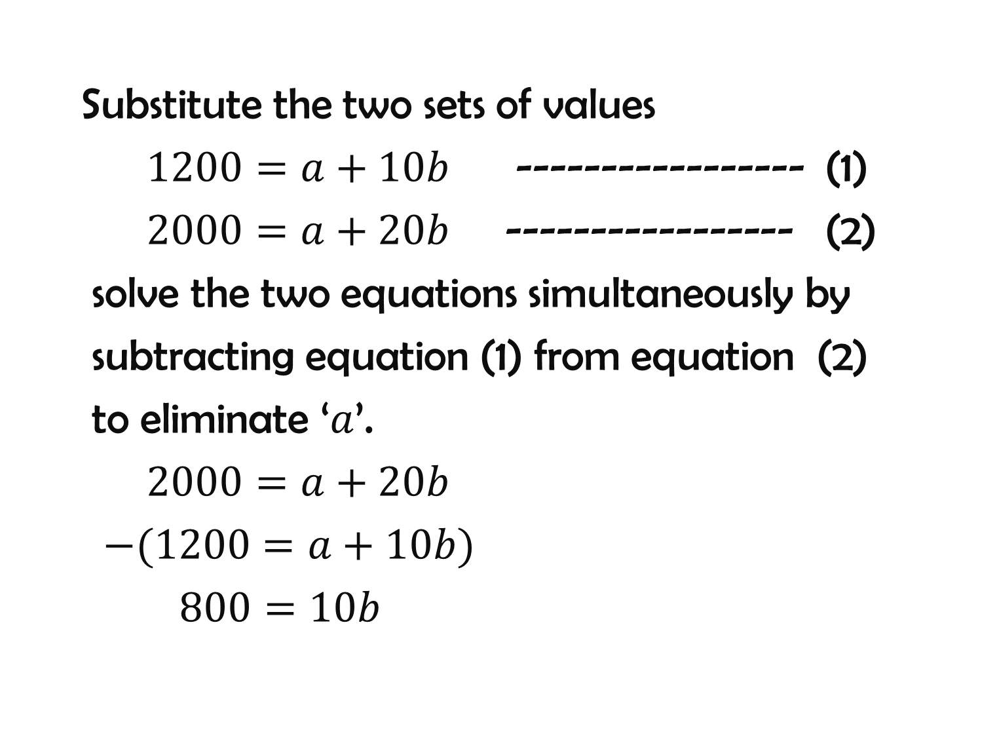 Substitute the two sets of values
1200 = a + 10b ----------------- (1)
2000 = a + 20b ----------------- (2)
solve the two equations simultaneously by
subtracting equation (1) from equation (2)
to eliminate ‘a’.
2000 = a + 20b
−(1200 = a + 10b)
800 = 10b